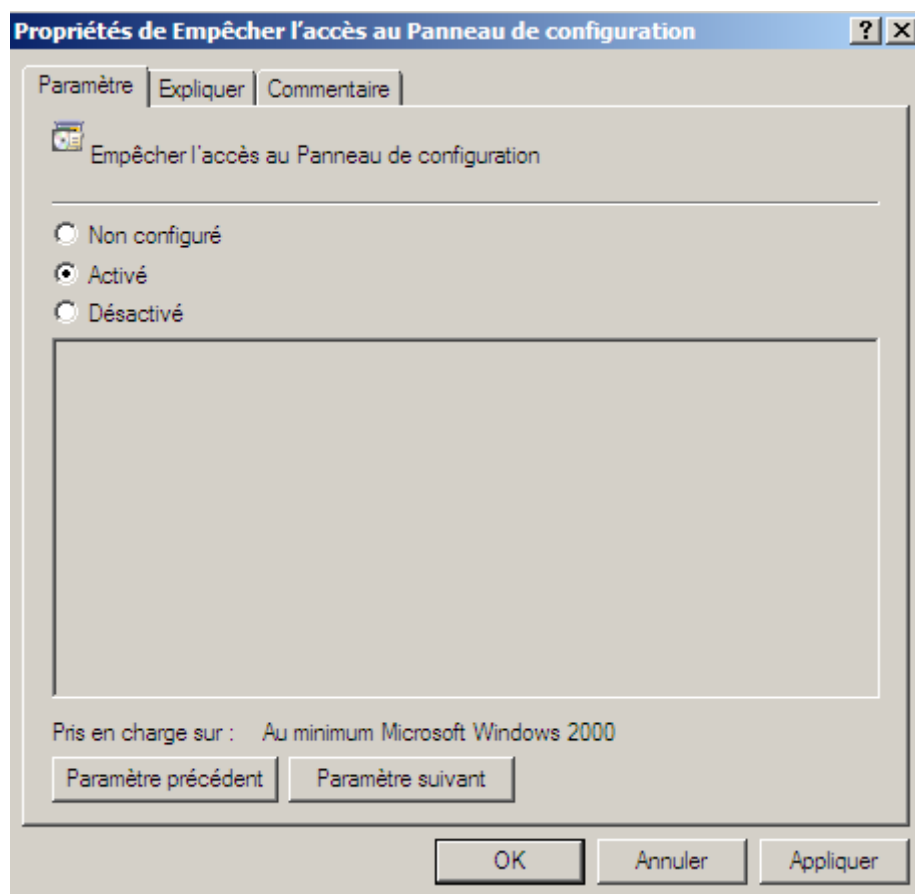 Propriétés de Empêcher l'accès au Panneau de configuration
Paramètre Expliquer Commentaire
Empêcher l'accès au Panneau de configuration
Non configuré
Activé
Désactivé
Pris en charge sur : Au minimum Microsoft Windows 2000
Paramètre précédent Paramètre suivant
OK Annuler Appliquer